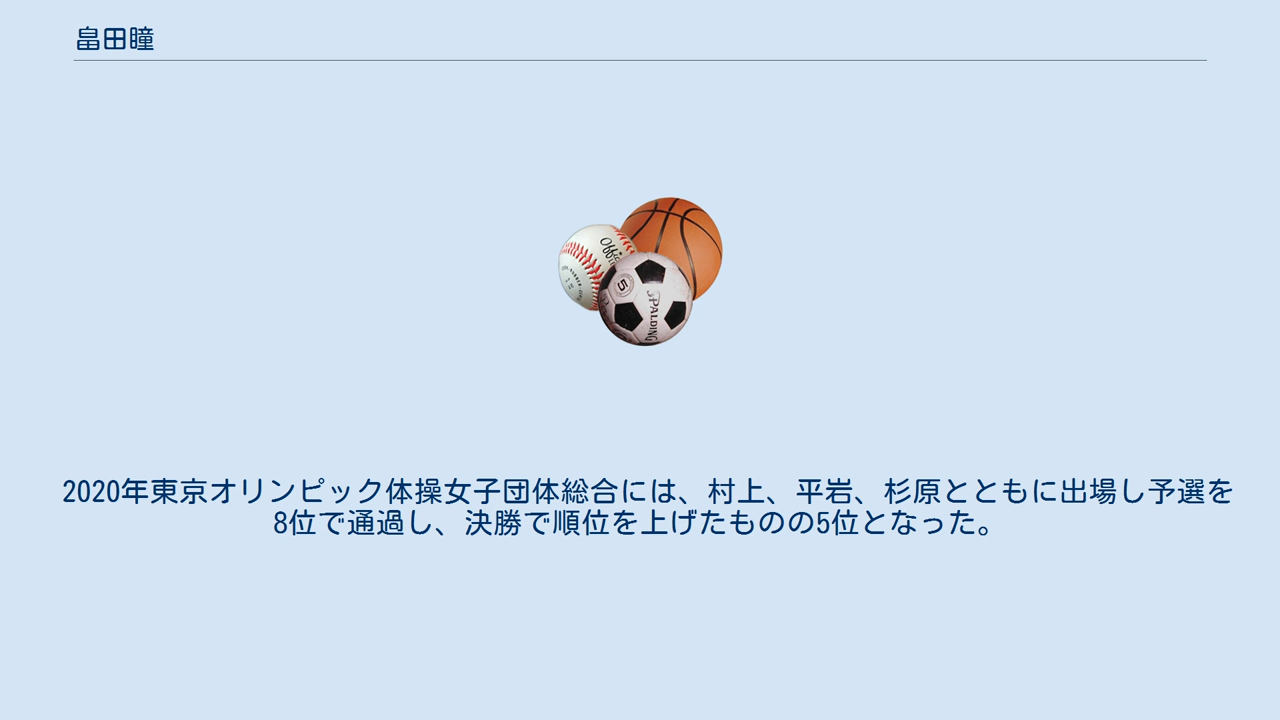 畠田瞳
Offic
5
SPALDING
2020年東京オリンピック体操女子団体総合には、村上、平岩、杉原とともに出場し予選を
8位で通過し、決勝で順位を上げたものの5位となった。